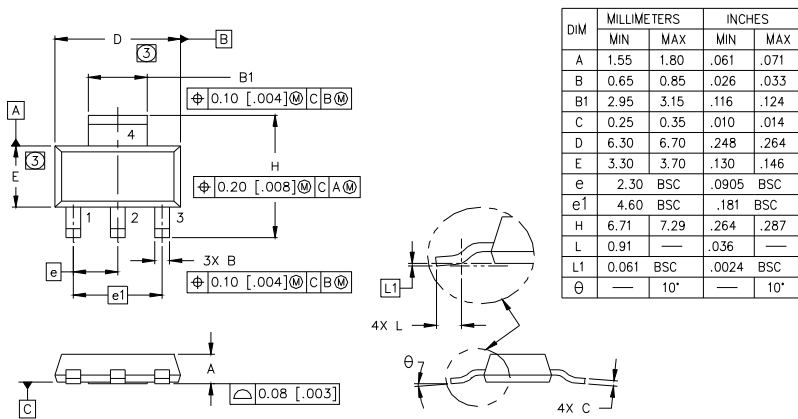 D
B
3
B1
⌖ 0.10 [.004]Ⓜ C BⓂ
A
4
3
E
H
⌖ 0.20 [.008]Ⓜ C AⓂ
1 2 3
e
3X B
⌖ 0.10 [.004]Ⓜ C BⓂ
e1
L1
4X L
A
C
⌓ 0.08 [.003]
θ
4X C
DIM MILLIMETERS INCHES
MIN MAX MIN MAX
A 1.55 1.80 .061 .071
B 0.65 0.85 .026 .033
B1 2.95 3.15 .116 .124
C 0.25 0.35 .010 .014
D 6.30 6.70 .248 .264
E 3.30 3.70 .130 .146
e 2.30 BSC .0905 BSC
e1 4.60 BSC .181 BSC
H 6.71 7.29 .264 .287
L 0.91 — .036 —
L1 0.061 BSC .0024 BSC
θ — 10° — 10°